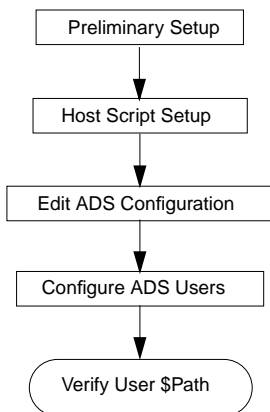 Preliminary Setup
Host Script Setup
Edit ADS Configuration
Configure ADS Users
Verify User $Path